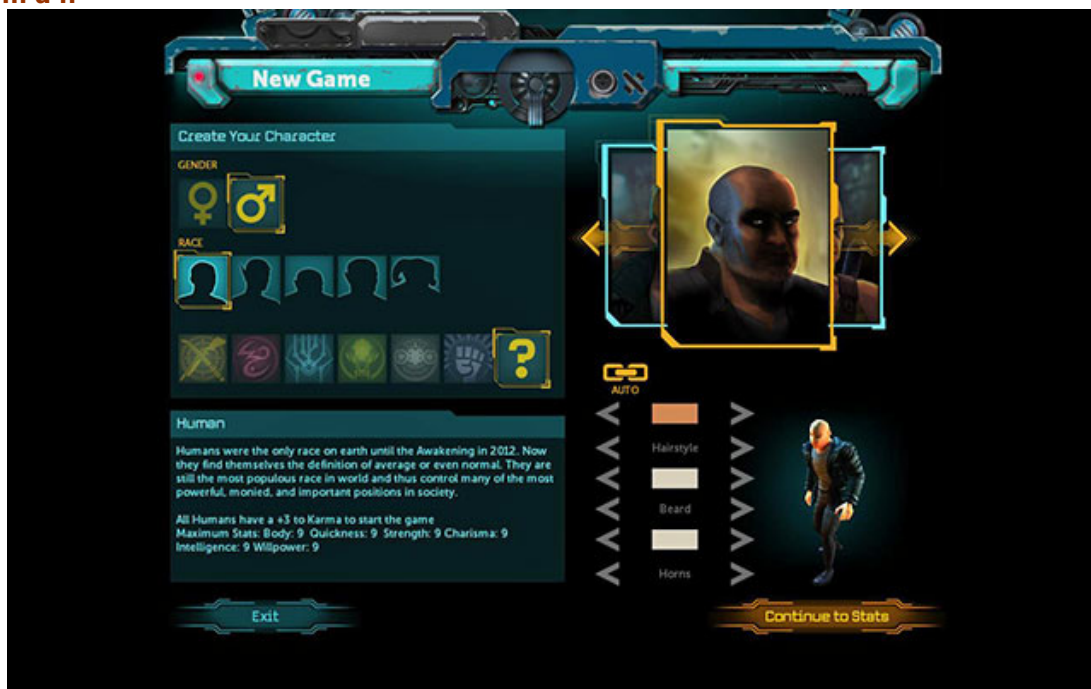 New Game
Create Your Character
GENDER
RACE
?
AUTO
Hairstyle
Beard
Horns
Human
Humans were the only race on earth until the Awakening in 2012. Now
they find themselves the definition of average or even normal. They are
still the most populous race in world and thus control many of the most
powerful, monied, and important positions in society.
All Humans have a +3 to Karma to start the game
Maximum Stats: Body: 9 Quickness: 9 Strength: 9 Charisma: 9
Intelligence: 9 Willpower: 9
Exit
Continue to Stats